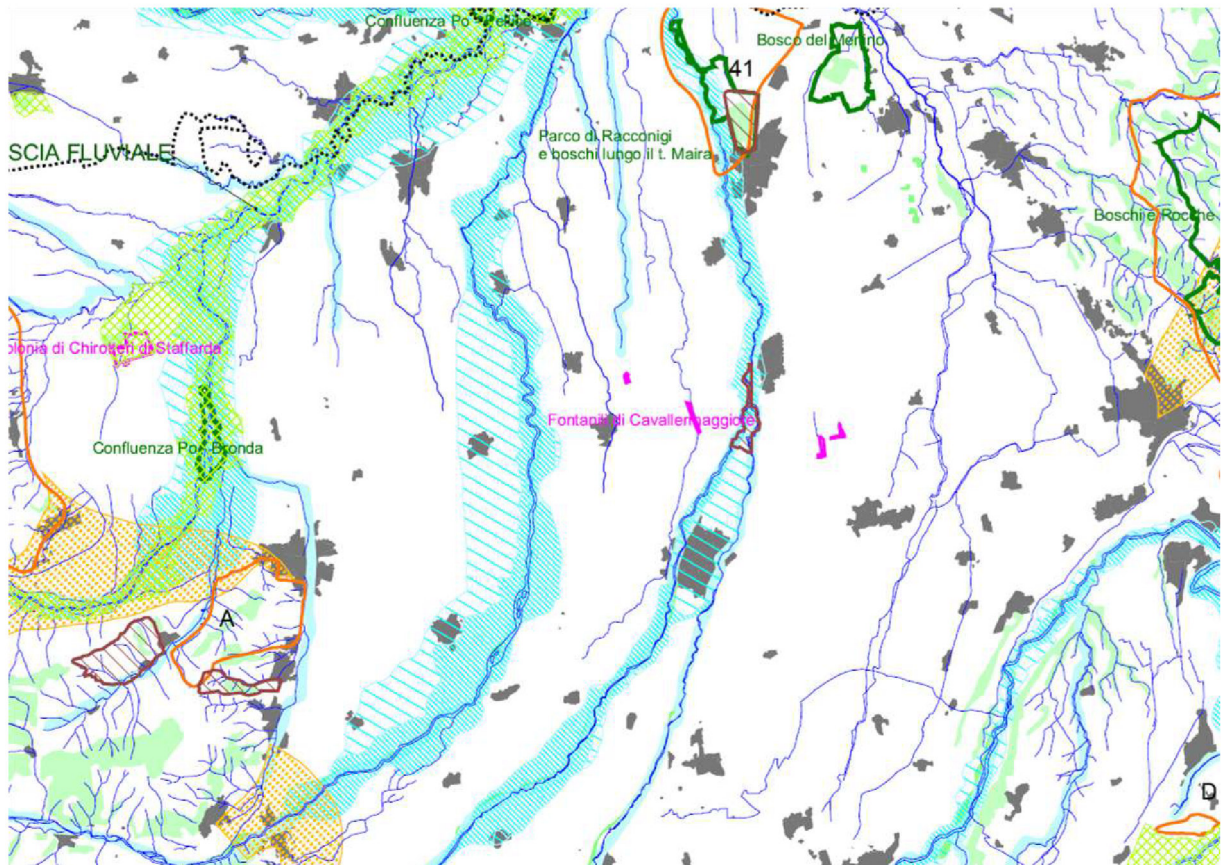 Confluenza Po - Pellice
Bosco del Merlino
41
Parco di Racconigi
e boschi lungo il t. Maira
SCIA FLUVIALE
Boschi e Rocche
olonia di Chirotteri di Staffarda
Fontanili di Cavallermaggiore
Confluenza Po - Bronda
A
D